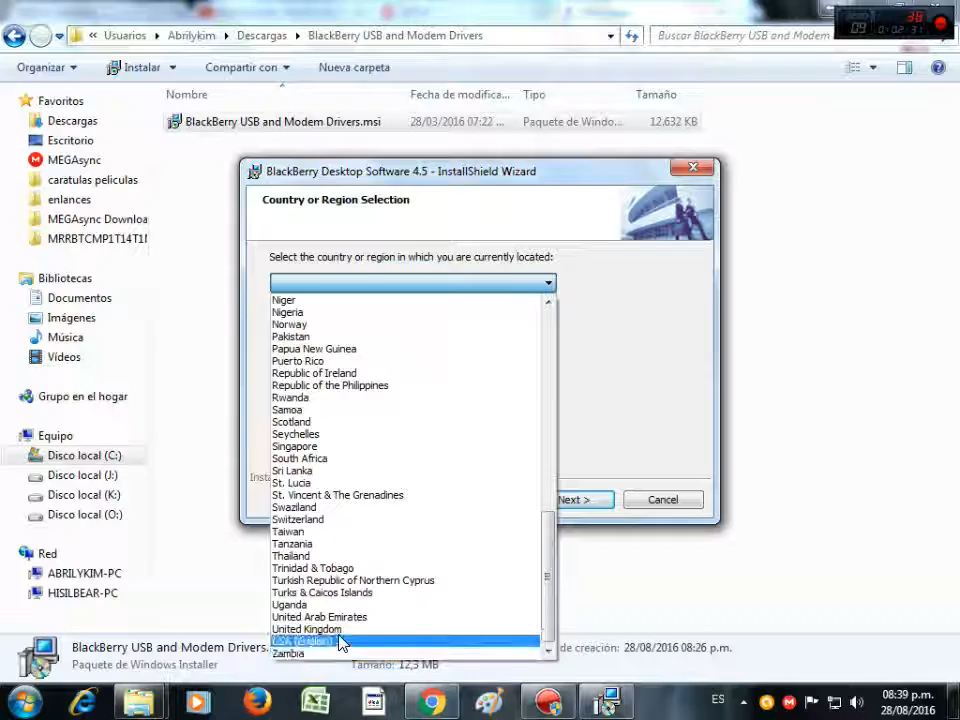 « Usuarios ▸ Abrilykim ▸ Descargas ▸ BlackBerry USB and Modem Drivers
Buscar BlackBerry USB and Modem
38
09
0:02:31
Organizar
Instalar
Compartir con
Nueva carpeta
Favoritos
Descargas
Escritorio
MEGAsync
caratulas peliculas
enlances
MEGAsync Downloa
MRRBTCMP1T14T1
Bibliotecas
Documentos
Imágenes
Música
Vídeos
Grupo en el hogar
Equipo
Disco local (C:)
Disco local (J:)
Disco local (K:)
Disco local (O:)
Red
ABRILYKIM-PC
HISILBEAR-PC
Nombre
Fecha de modifica...
Tipo
Tamaño
BlackBerry USB and Modem Drivers.msi
28/03/2016 07:22 ...
Paquete de Windo...
12,632 KB
BlackBerry Desktop Software 4.5 - InstallShield Wizard
Country or Region Selection
Select the country or region in which you are currently located:
Niger
Nigeria
Norway
Pakistan
Papua New Guinea
Puerto Rico
Republic of Ireland
Republic of the Philippines
Rwanda
Samoa
Scotland
Seychelles
Singapore
South Africa
Sri Lanka
St. Lucia
St. Vincent & The Grenadines
Swaziland
Switzerland
Taiwan
Tanzania
Thailand
Trinidad & Tobago
Turkish Republic of Northern Cyprus
Turks & Caicos Islands
Uganda
United Arab Emirates
United Kingdom
USA (English)
Zambia
Insta
Next >
Cancel
BlackBerry USB and Modem Drivers.
de creación: 28/08/2016 08:26 p.m.
Paquete de Windows Installer
Tamaño: 12,3 MB
ES
08:39 p.m.
28/08/2016